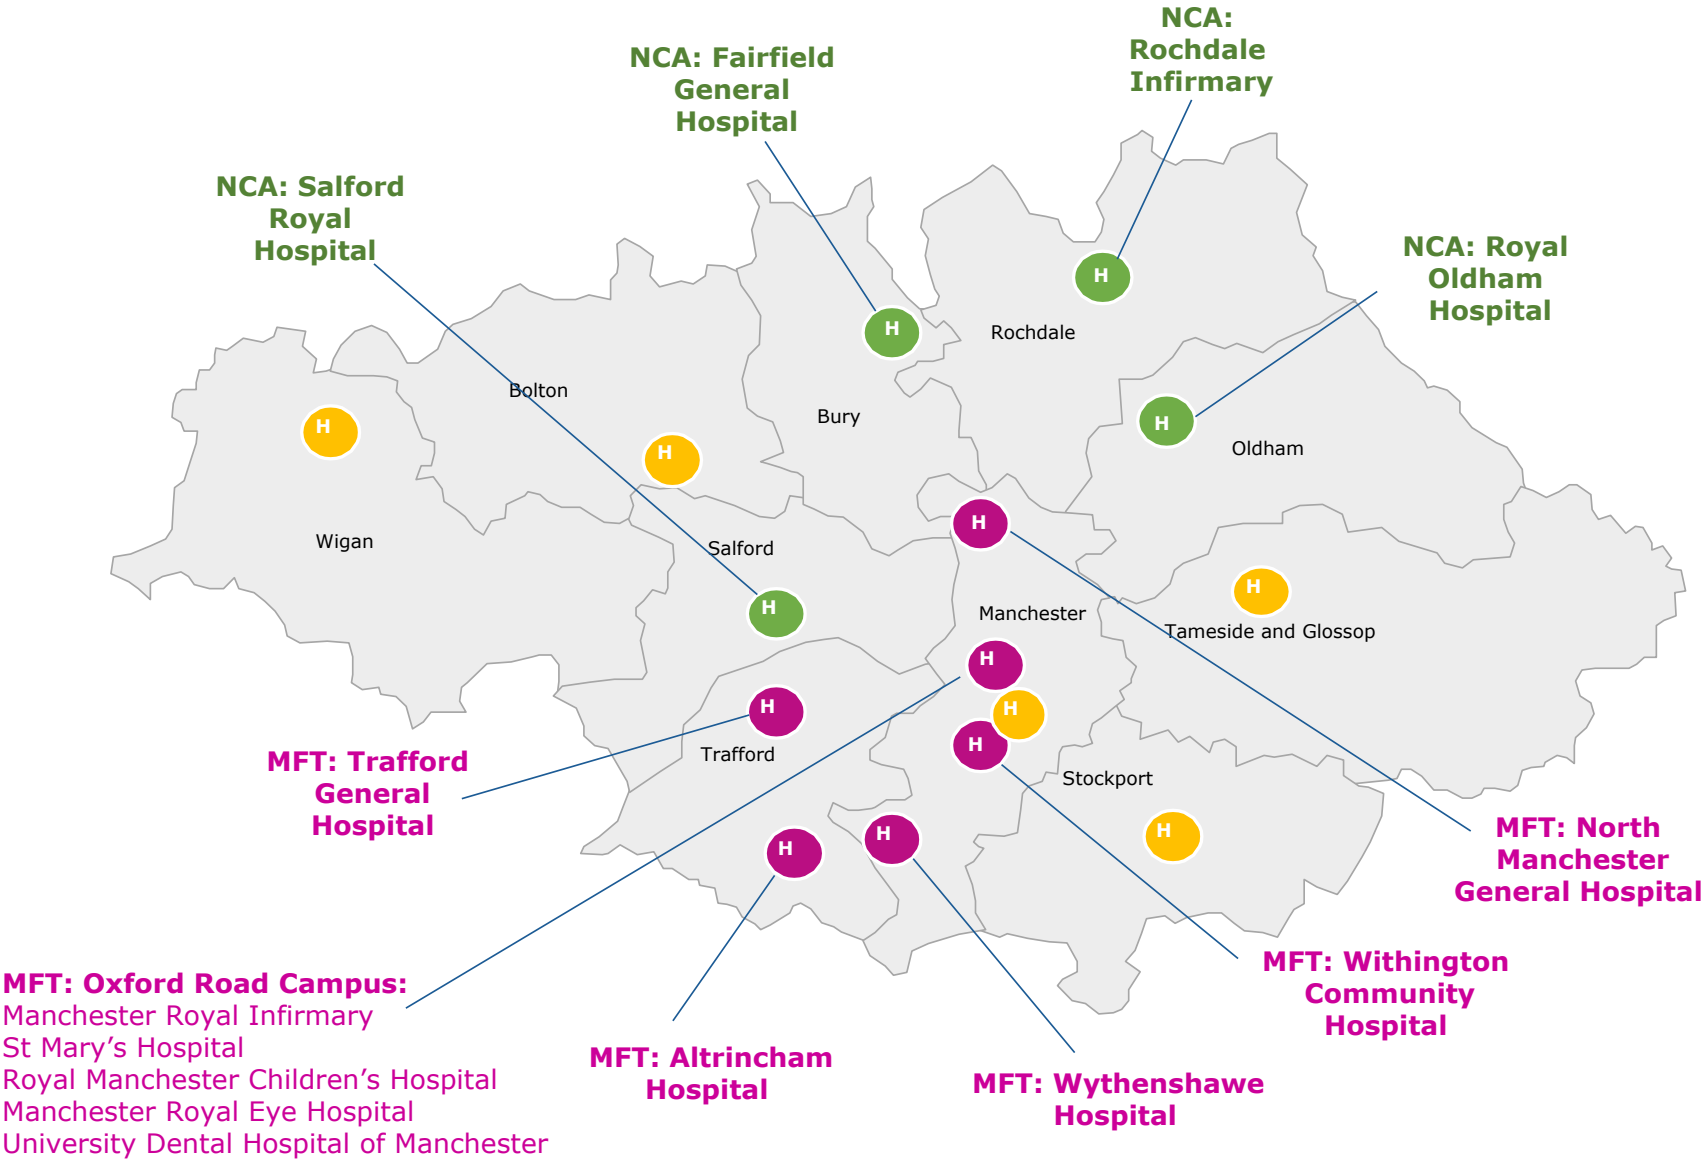 NCA:
Rochdale
Infirmary
NCA: Fairfield
General
Hospital
NCA: Salford
Royal
Hospital
NCA: Royal
Oldham
Hospital
H
H
Rochdale
Bolton
Bury
H
H
Oldham
H
H
Wigan
Salford
H
Manchester
H
Tameside and Glossop
H
H
H
H
H
Trafford
Stockport
H
H
H
MFT: Trafford
General
Hospital
MFT: North
Manchester
General Hospital
MFT: Withington
Community
Hospital
MFT: Oxford Road Campus:
Manchester Royal Infirmary
St Mary’s Hospital
Royal Manchester Children’s Hospital
Manchester Royal Eye Hospital
University Dental Hospital of Manchester
MFT: Altrincham
Hospital
MFT: Wythenshawe
Hospital